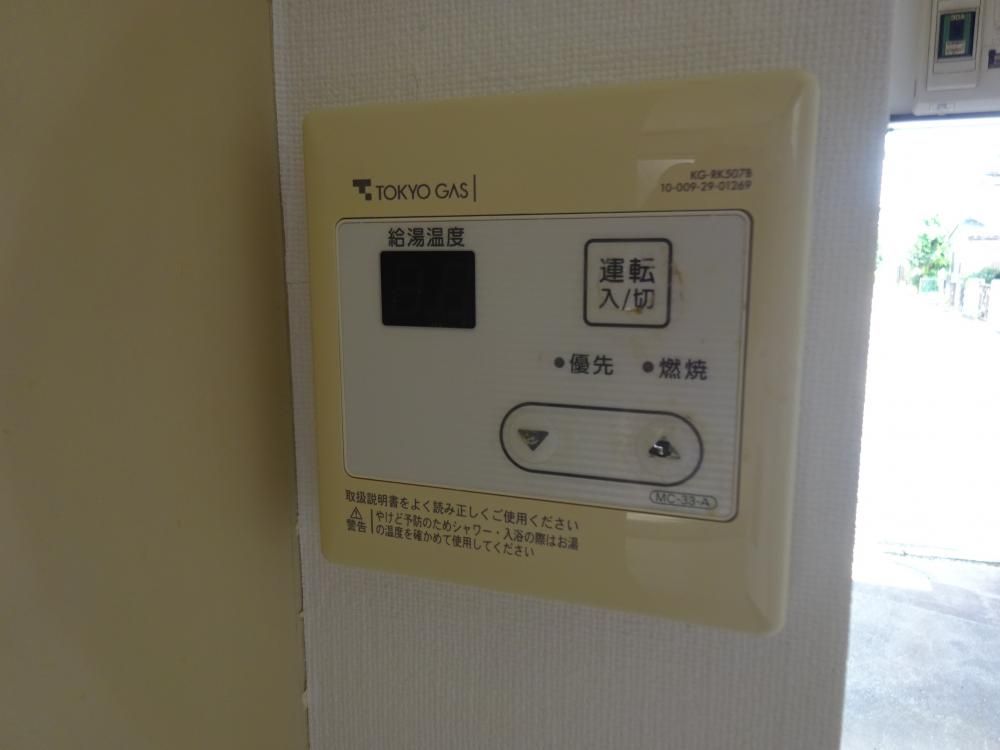 30A
TOKYO GAS
KG-RK507B
10-009-29-01269
給湯温度
運転
入/切
優先
燃焼
MC-33-A
取扱説明書をよく読み正しくご使用ください
警告
やけど予防のためシャワー・入浴の際はお湯
の温度を確かめて使用してください